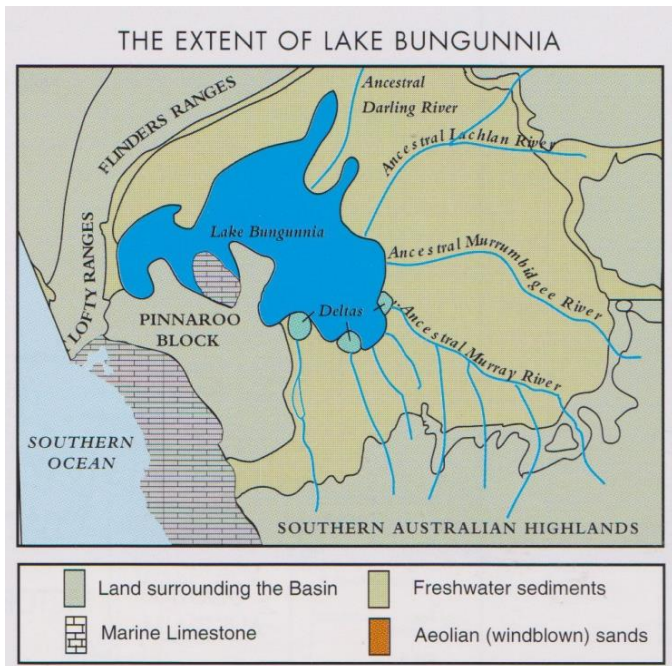 THE EXTENT OF LAKE BUNGUNNIA
Ancestral
Darling River
FLINDERS RANGES
Ancestral Lachlan River
Lake Bungunnia
Ancestral Murrumbidgee River
LOFTY RANGES
Deltas
Ancestral Murray River
PINNAROO
BLOCK
SOUTHERN
OCEAN
SOUTHERN AUSTRALIAN HIGHLANDS
Land surrounding the Basin
Freshwater sediments
Marine Limestone
Aeolian (windblown) sands